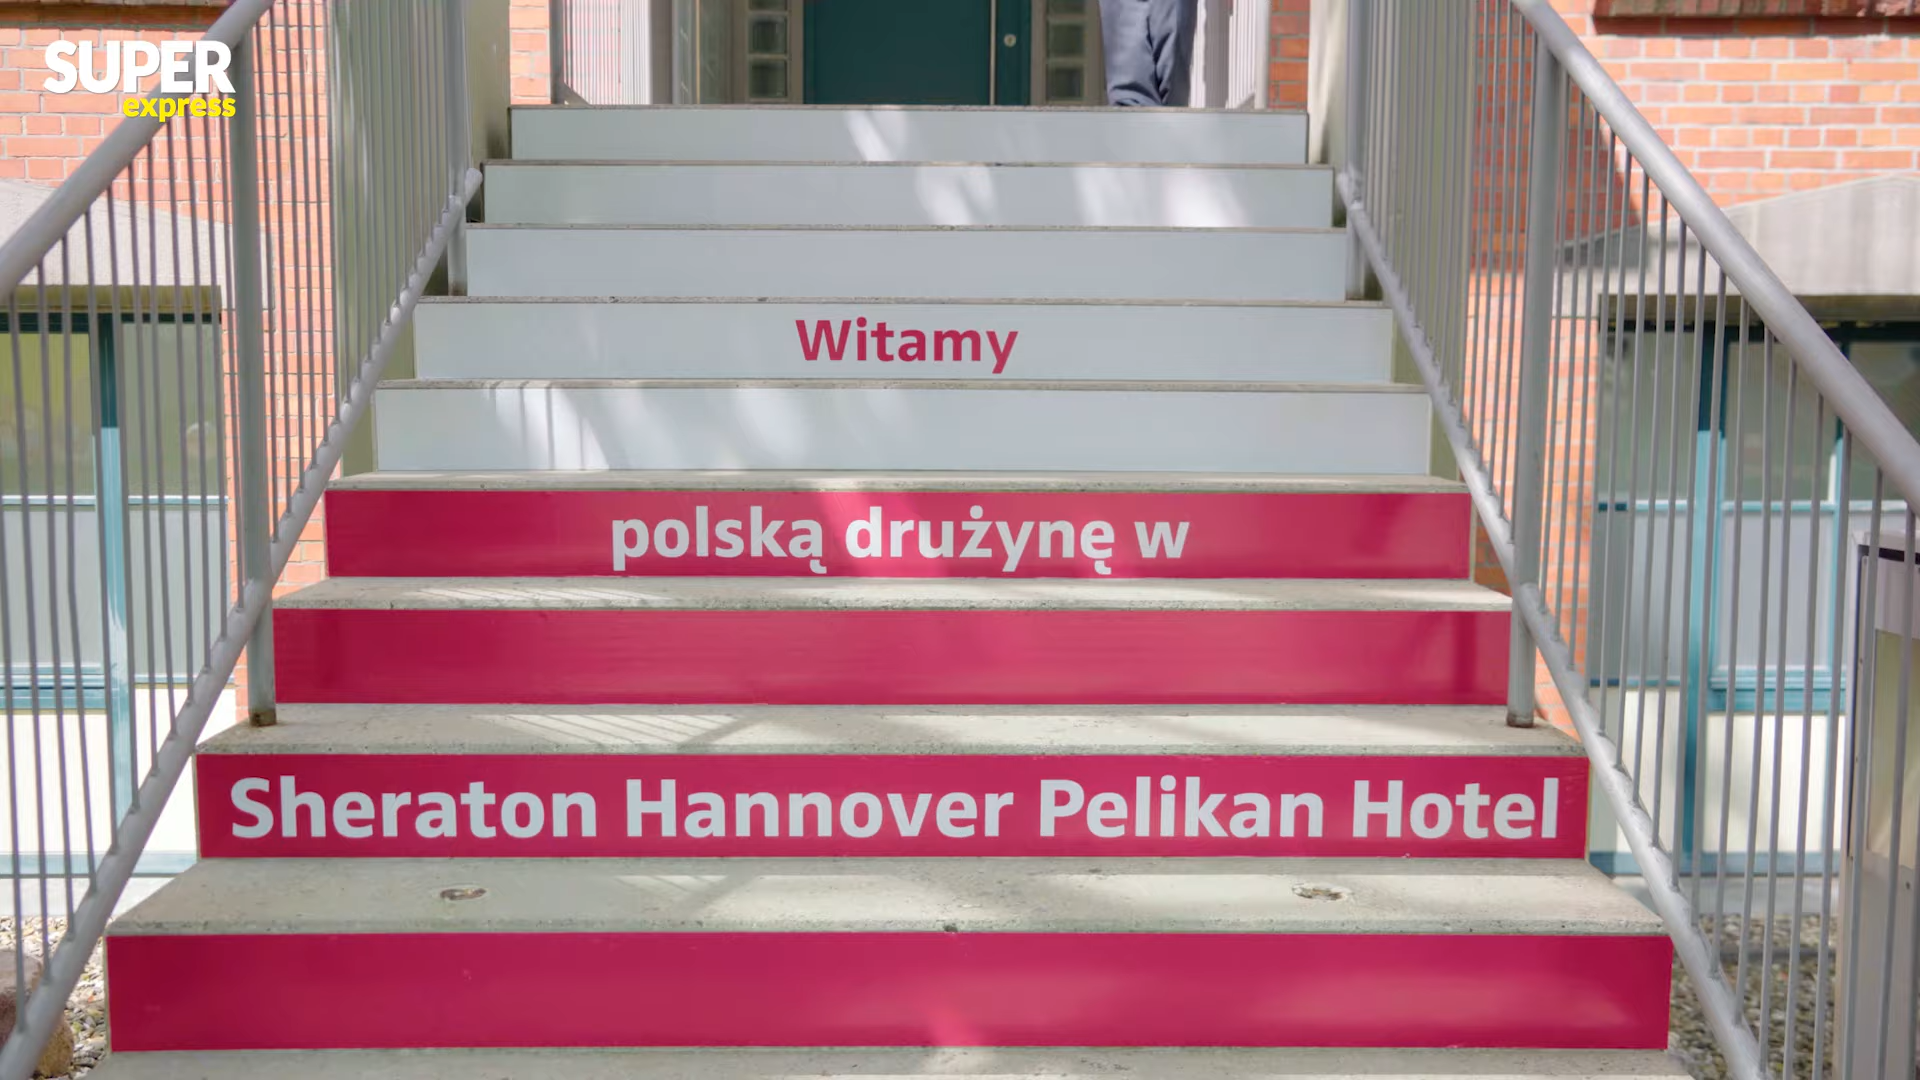 SUPER
express
Witamy
polską drużynę w
Sheraton Hannover Pelikan Hotel